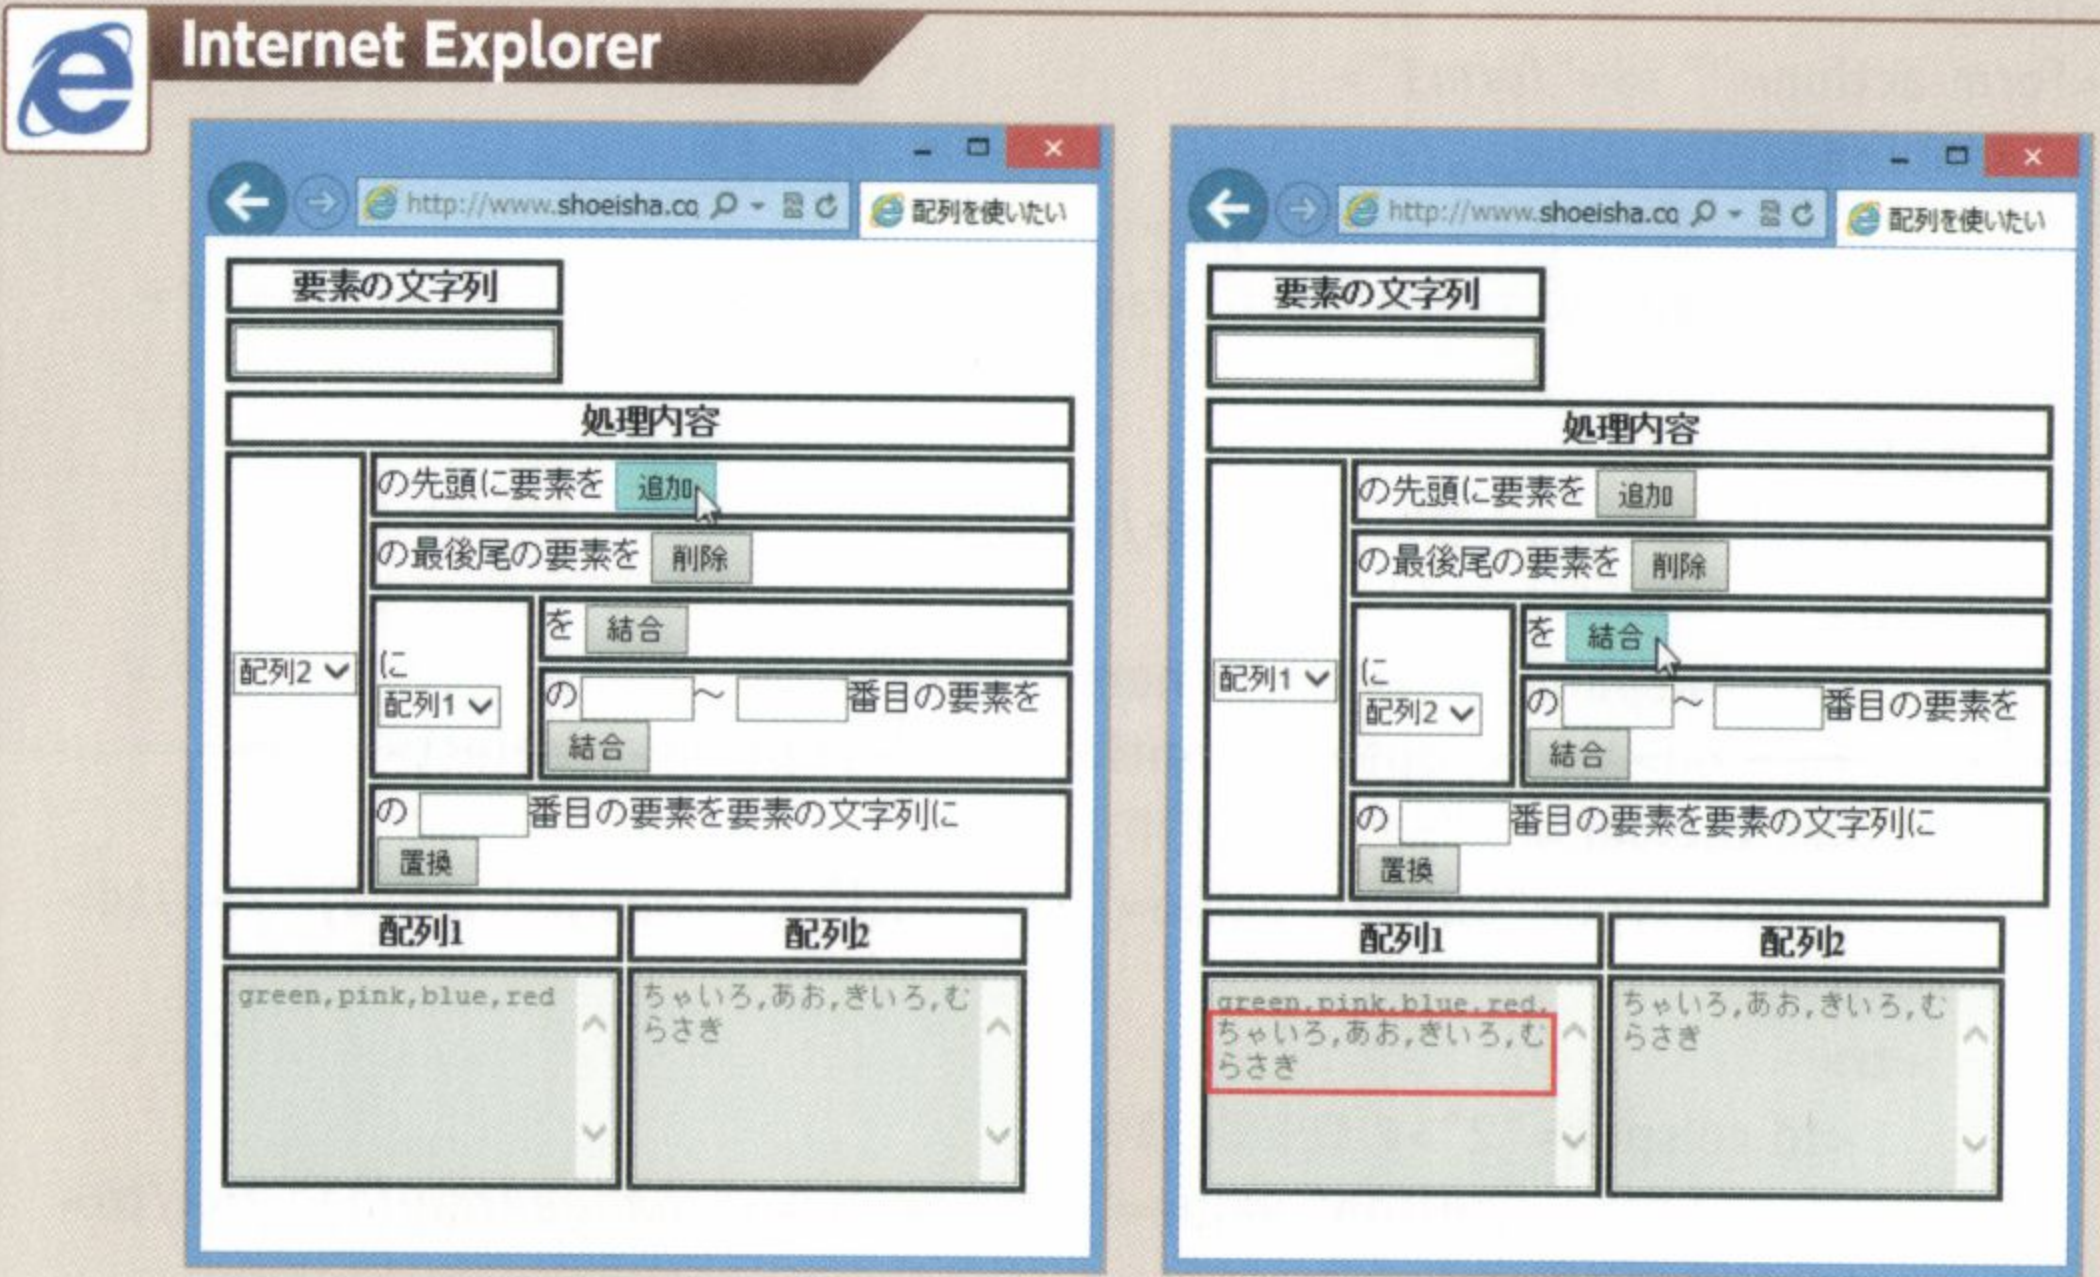 Internet Explorer
http://www.shoeisha.co
配列を使いたい
要素の文字列
処理内容
の先頭に要素を 追加
の最後尾の要素を 削除
配列2
に
配列1
を 結合
の ～ 番目の要素を
結合
の 番目の要素を要素の文字列に
置換
配列1 配列2
green,pink,blue,red
ちゃいろ,あお,きいろ,む
らさき
http://www.shoeisha.co
配列を使いたい
要素の文字列
処理内容
の先頭に要素を 追加
の最後尾の要素を 削除
配列1
に
配列2
を 結合
の ～ 番目の要素を
結合
の 番目の要素を要素の文字列に
置換
配列1 配列2
green,pink,blue,red,
ちゃいろ,あお,きいろ,む
らさき
ちゃいろ,あお,きいろ,む
らさき